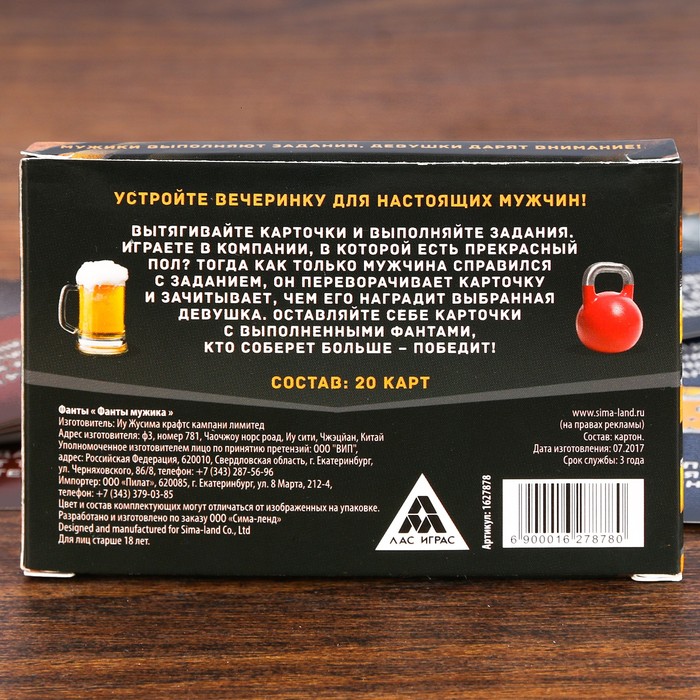 МУЖИКИ ВЫПОЛНЯЮТ ЗАДАНИЯ, ДЕВУШКИ ДАРЯТ ВНИМАНИЕ!
УСТРОЙТЕ ВЕЧЕРИНКУ ДЛЯ НАСТОЯЩИХ МУЖЧИН!
ВЫТЯГИВАЙТЕ КАРТОЧКИ И ВЫПОЛНЯЙТЕ ЗАДАНИЯ.
ИГРАЕТЕ В КОМПАНИИ, В КОТОРОЙ ЕСТЬ ПРЕКРАСНЫЙ
ПОЛ? ТОГДА КАК ТОЛЬКО МУЖЧИНА СПРАВИЛСЯ
С ЗАДАНИЕМ, ОН ПЕРЕВОРАЧИВАЕТ КАРТОЧКУ
И ЗАЧИТЫВАЕТ, ЧЕМ ЕГО НАГРАДИТ ВЫБРАННАЯ
ДЕВУШКА. ОСТАВЛЯЙТЕ СЕБЕ КАРТОЧКИ
С ВЫПОЛНЕННЫМИ ФАНТАМИ,
КТО СОБЕРЕТ БОЛЬШЕ – ПОБЕДИТ!
СОСТАВ: 20 КАРТ
Фанты « Фанты мужика »
Изготовитель: Иу Жусима крафтс кампани лимитед
Адрес изготовителя: ф3, номер 781, Чаочжоу норс роад, Иу сити, Чжэцйан, Китай
Уполномоченное изготовителем лицо по принятию претензий: ООО "ВИП",
адрес: Российская Федерация, 620010, Свердловская область, г. Екатеринбург,
ул. Черняховского, 86/8, телефон: +7 (343) 287-56-96
Импортер: ООО «Пилат», 620085, г. Екатеринбург, ул. 8 Марта, 212-4,
телефон: +7 (343) 379-03-85
Цвет и состав комплектующих могут отличаться от изображенных на упаковке.
Разработано и изготовлено по заказу ООО «Сима-ленд»
Designed and manufactured for Sima-land Co., Ltd
Для лиц старше 18 лет.
ЛАС ИГРАС
www.sima-land.ru
(на правах рекламы)
Состав: картон.
Дата изготовления: 07.2017
Срок службы: 3 года
Артикул: 1627878
6 900016 278780